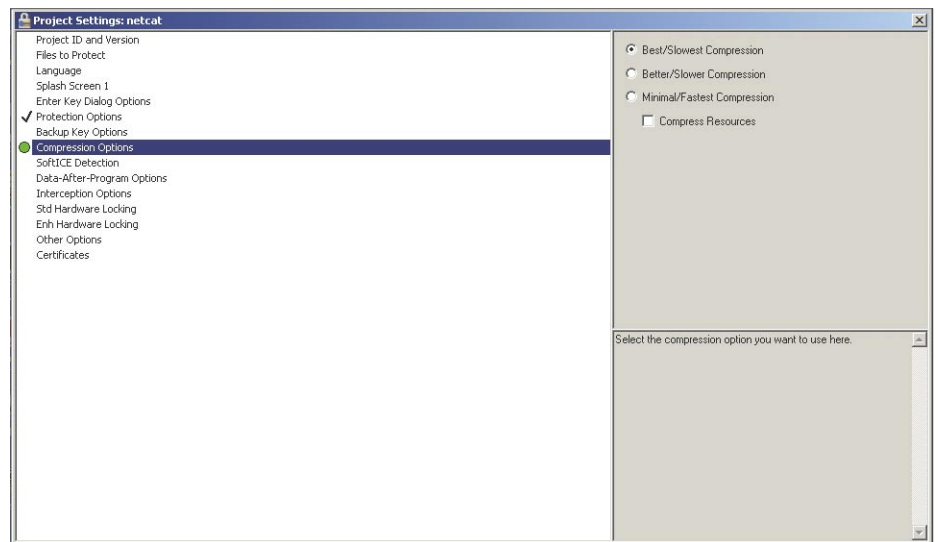 Project Settings: netcat
Project ID and Version
Files to Protect
Language
Splash Screen 1
Enter Key Dialog Options
Protection Options
Backup Key Options
Compression Options
SoftICE Detection
Data-After-Program Options
Interception Options
Std Hardware Locking
Enh Hardware Locking
Other Options
Certificates
Best/Slowest Compression
Better/Slower Compression
Minimal/Fastest Compression
Compress Resources
Select the compression option you want to use here.